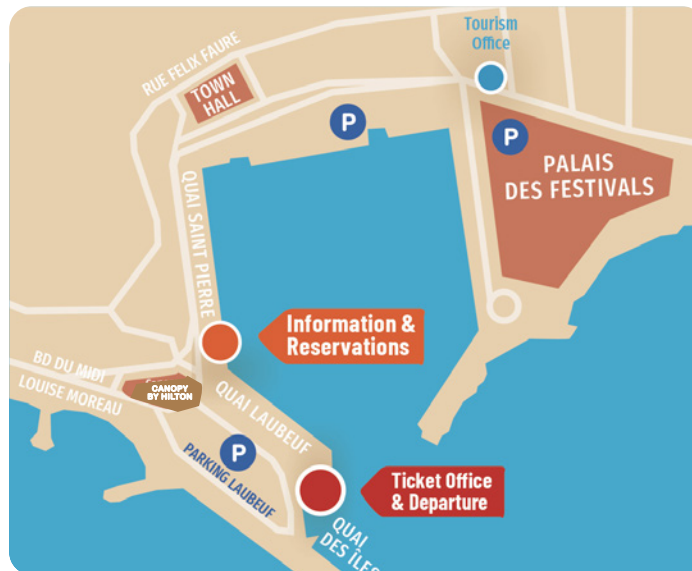 Tourism
Office
RUE FELIX FAURE
TOWN
HALL
P
P
PALAIS
DES FESTIVALS
QUAI SAINT PIERRE
Information &
Reservations
BD DU MIDI
LOUISE MOREAU
CANOPY
BY HILTON
QUAI LAUBEUF
P
PARKING LAUBEUF
Ticket Office
& Departure
QUAI
DES ÎLES